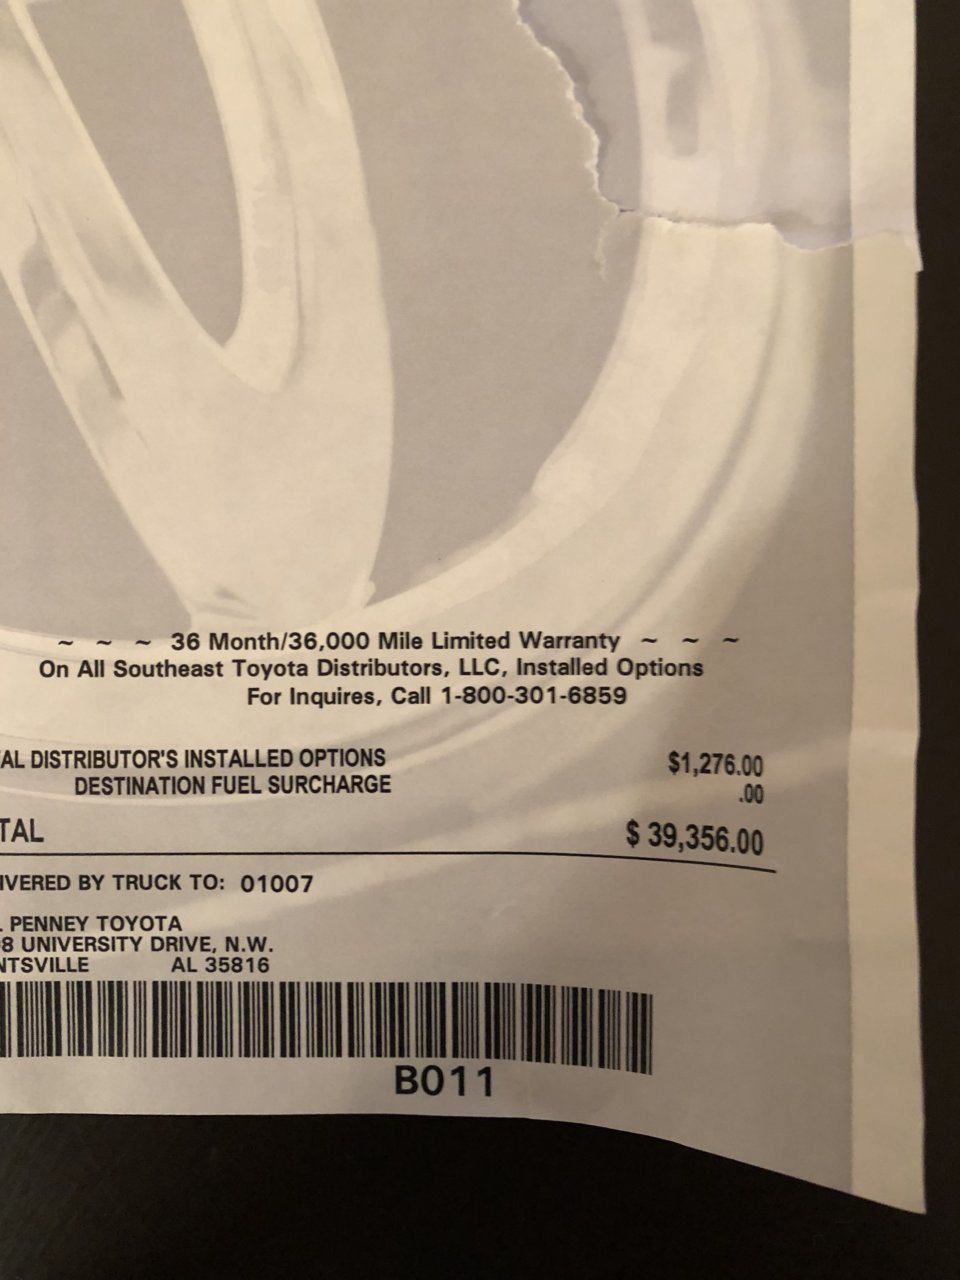 ~ ~ ~ 36 Month/36,000 Mile Limited Warranty ~ ~ ~
On All Southeast Toyota Distributors, LLC, Installed Options
For Inquires, Call 1-800-301-6859
AL DISTRIBUTOR'S INSTALLED OPTIONS $1,276.00
DESTINATION FUEL SURCHARGE .00
TAL $ 39,356.00
IVERED BY TRUCK TO: 01007
. PENNEY TOYOTA
8 UNIVERSITY DRIVE, N.W.
NTSVILLE AL 35816
B011